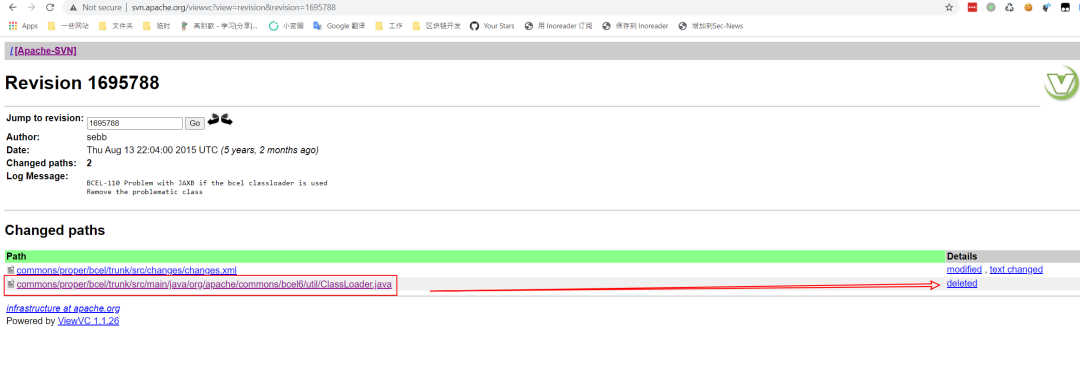 Not secure | svn.apache.org/viewvc?view=revision&revision=1695788
Apps 一些网站 文件夹 临时 离别歌 - 学习|分享|... 小密圈 Google 翻译 工作 区块链开发 Your Stars 用 Inoreader 订阅 保存到 Inoreader 增加到Sec-News
/[Apache-SVN]
Revision 1695788
Jump to revision: 1695788 Go
Author: sebb
Date: Thu Aug 13 22:04:00 2015 UTC (5 years, 2 months ago)
Changed paths: 2
Log Message:
BCEL-110 Problem with JAXB if the bcel classloader is used
Remove the problematic class
Changed paths
Path Details
commons/proper/bcel/trunk/src/changes/changes.xml modified , text changed
commons/proper/bcel/trunk/src/main/java/org/apache/commons/bcel6/util/ClassLoader.java deleted
infrastructure at apache.org
Powered by ViewVC 1.1.26